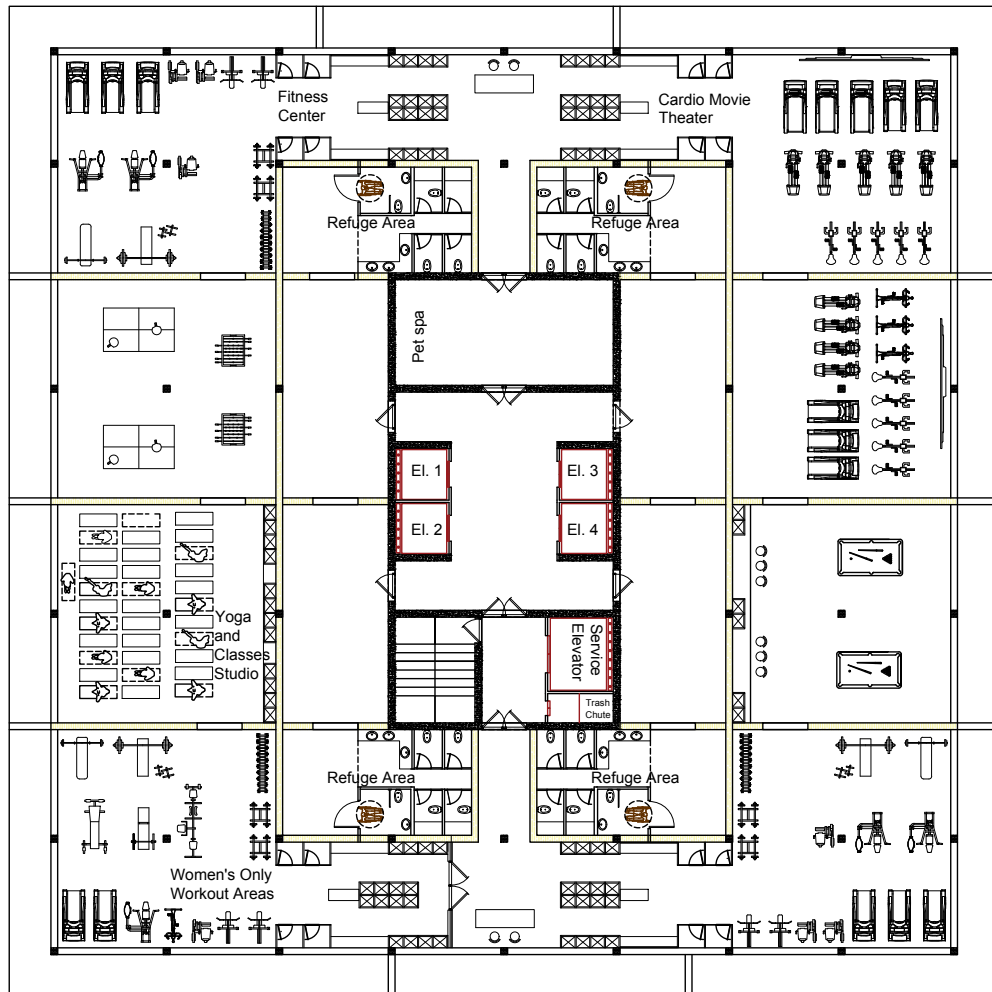 Fitness
Center
Cardio Movie
Theater
Refuge Area
Refuge Area
Pet spa
El. 1
El. 3
El. 2
El. 4
Yoga
and
Classes
Studio
Service
Elevator
Trash
Chute
Refuge Area
Refuge Area
Women's Only
Workout Areas